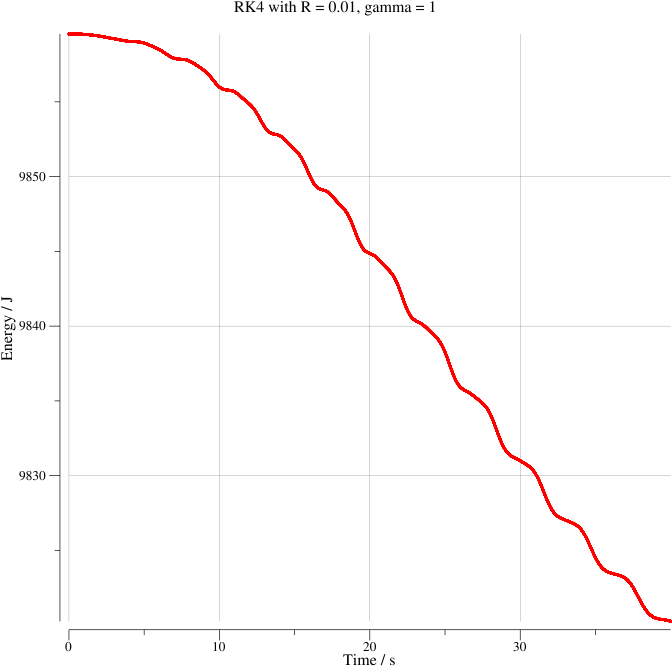 RK4 with R = 0.01, gamma = 1
9850
9840
9830
Energy / J
0
10
20
30
Time / s